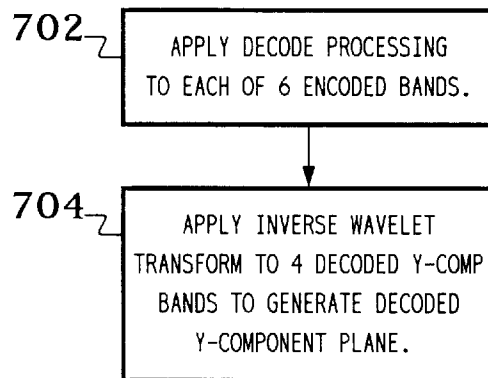 702
APPLY DECODE PROCESSING
TO EACH OF 6 ENCODED BANDS.
704
APPLY INVERSE WAVELET
TRANSFORM TO 4 DECODED Y-COMP
BANDS TO GENERATE DECODED
Y-COMPONENT PLANE.